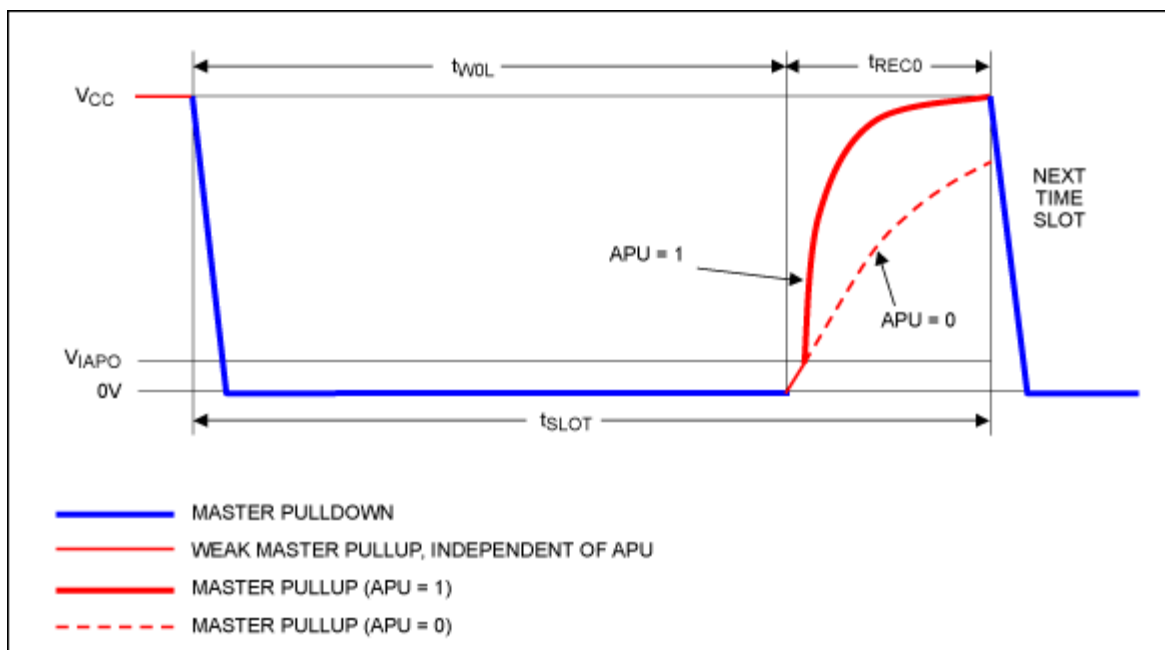 tW0L
tREC0
VCC
NEXT
TIME
SLOT
APU = 1
APU = 0
VIAPO
0V
tSLOT
MASTER PULLDOWN
WEAK MASTER PULLUP, INDEPENDENT OF APU
MASTER PULLUP (APU = 1)
MASTER PULLUP (APU = 0)